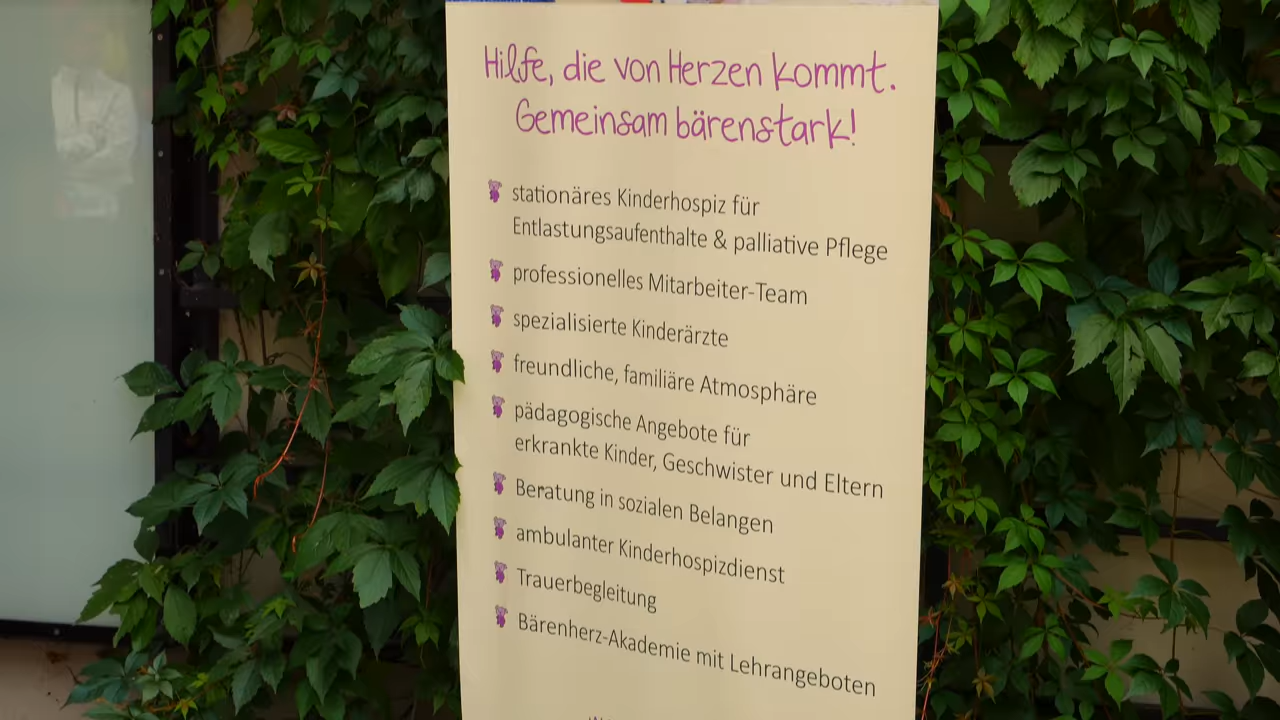 Hilfe, die von Herzen kommt.
Gemeinsam bärenstark!
stationäres Kinderhospiz für
Entlastungsaufenthalte & palliative Pflege
professionelles Mitarbeiter-Team
spezialisierte Kinderärzte
freundliche, familiäre Atmosphäre
pädagogische Angebote für
erkrankte Kinder, Geschwister und Eltern
Beratung in sozialen Belangen
ambulanter Kinderhospizdienst
Trauerbegleitung
Bärenherz-Akademie mit Lehrangeboten